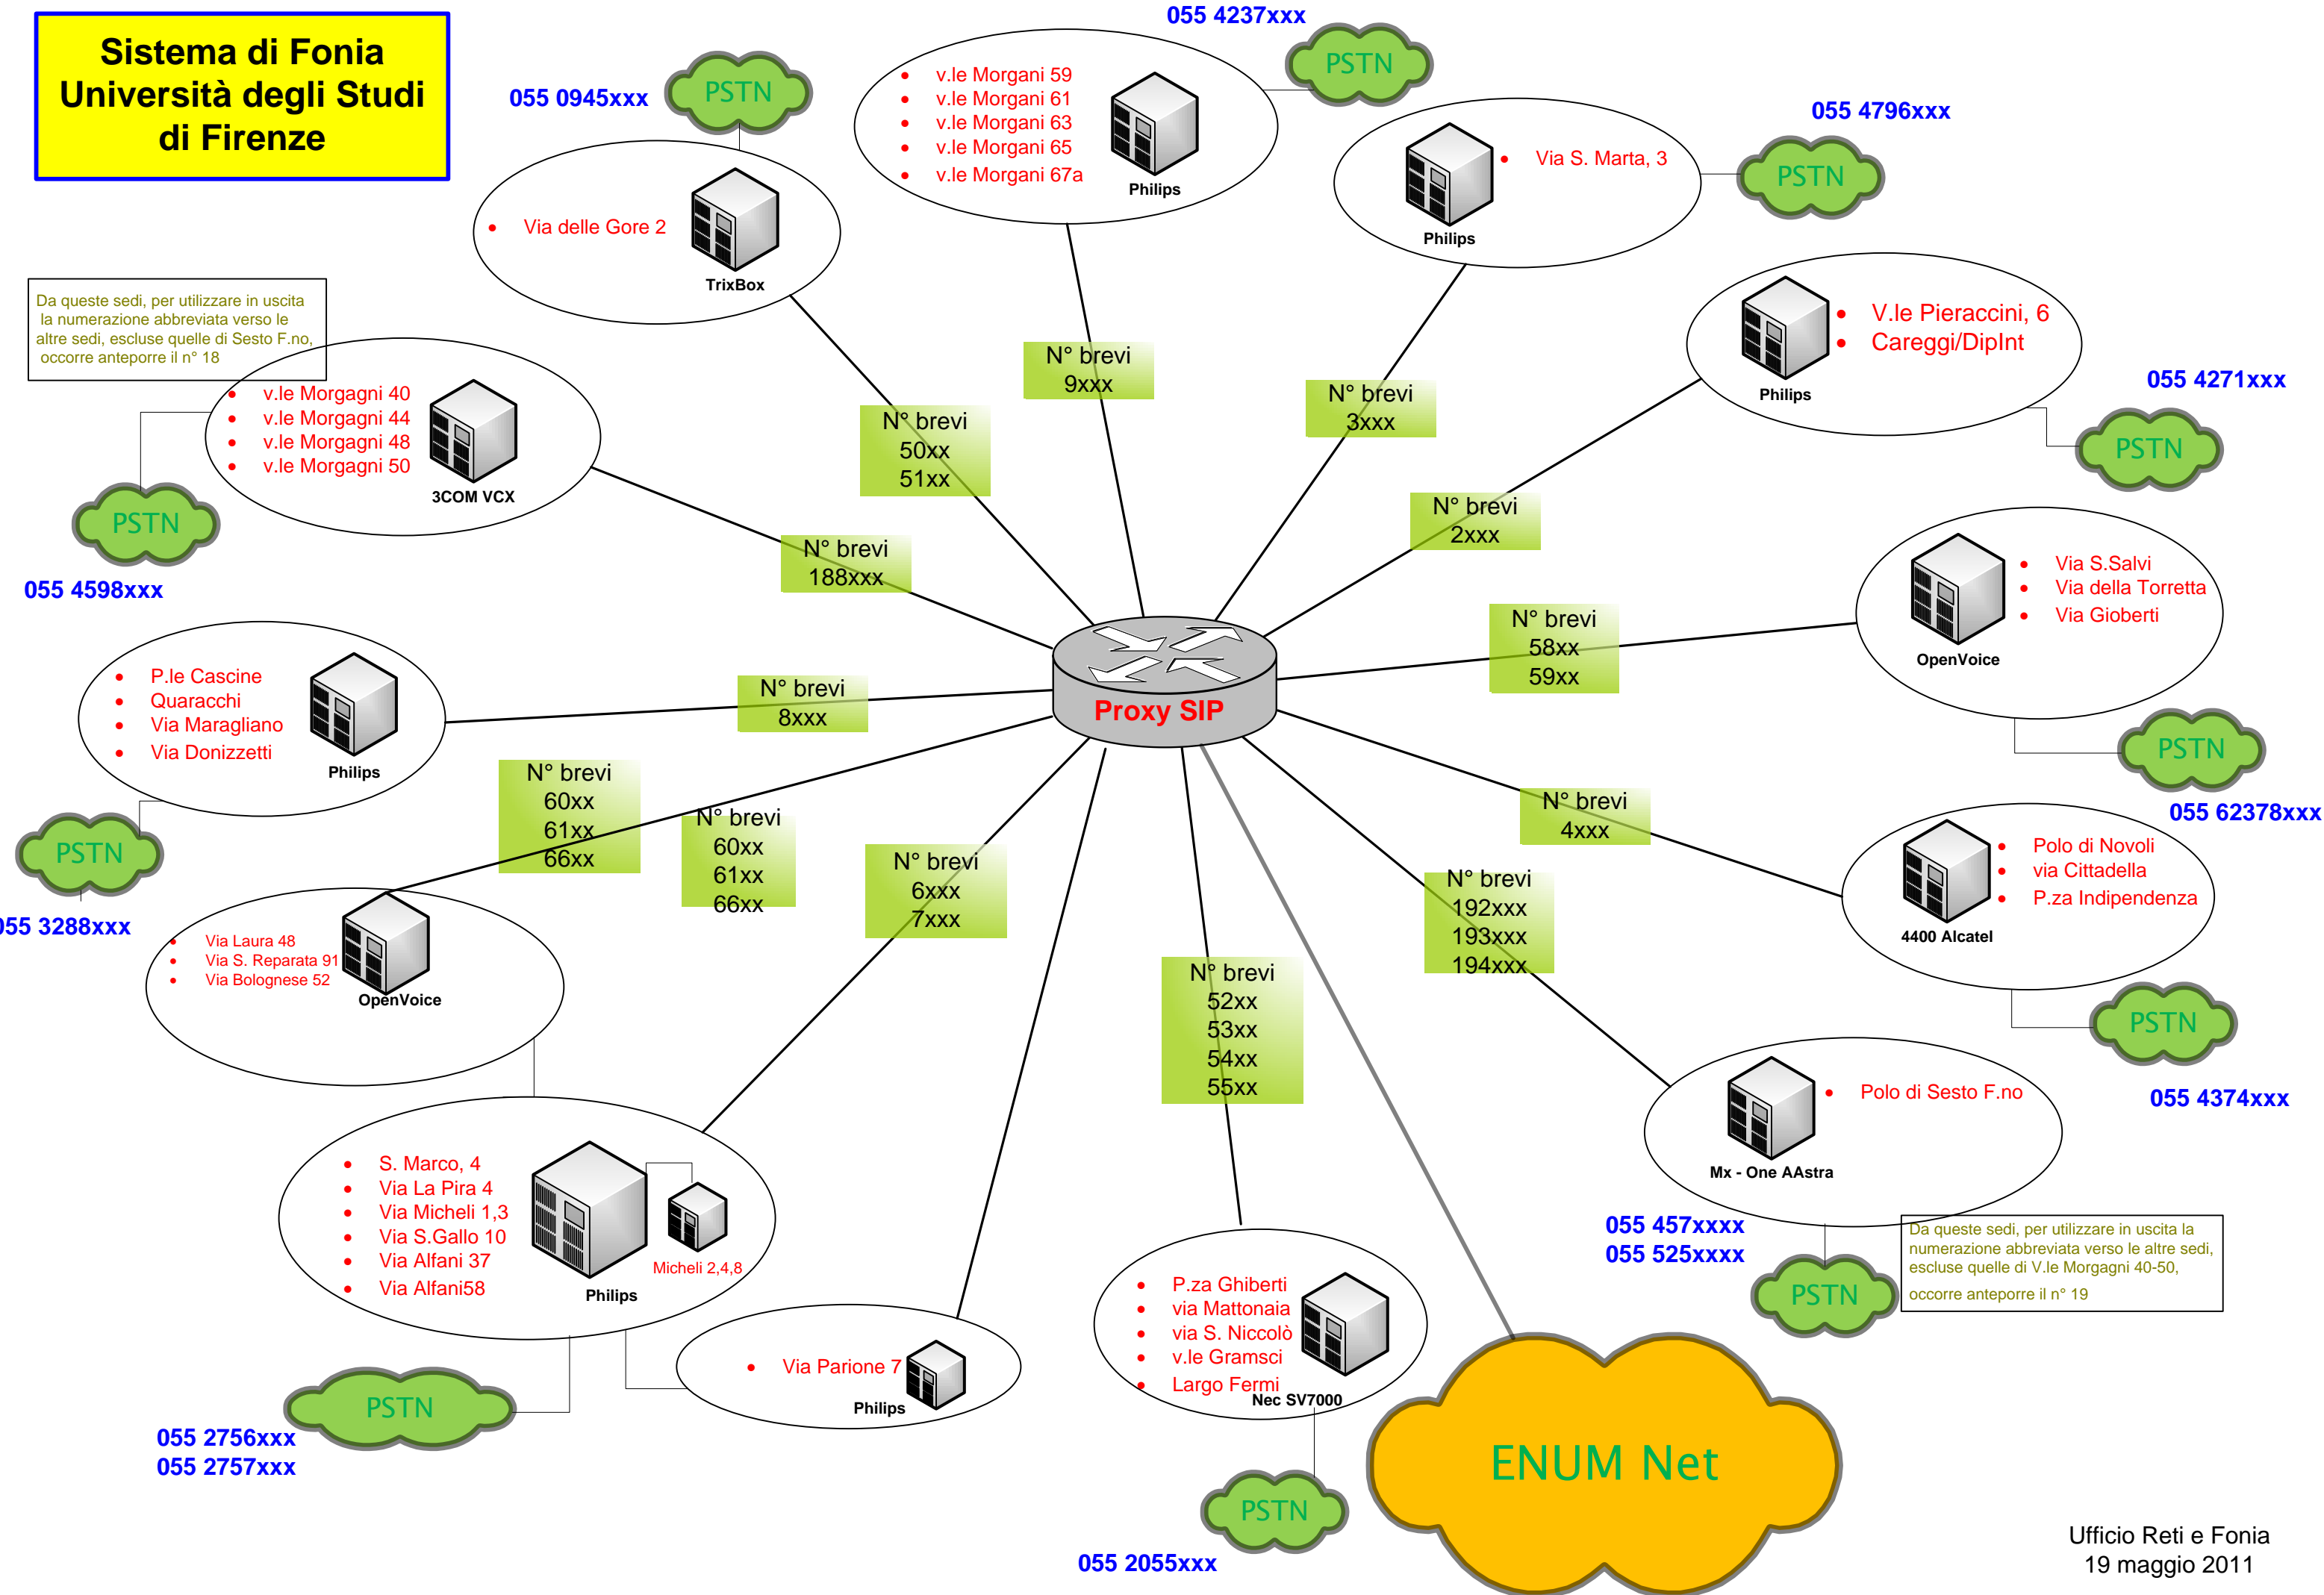 Sistema di Fonia
Università degli Studi
di Firenze
055 0945xxx
PSTN
Via delle Gore 2
TrixBox
055 4237xxx
PSTN
v.le Morgani 59
v.le Morgani 61
v.le Morgani 63
v.le Morgani 65
v.le Morgani 67a
Philips
055 4796xxx
PSTN
Via S. Marta, 3
Philips
V.le Pieraccini, 6
Careggi/DipInt
Philips
055 4271xxx
PSTN
Da queste sedi, per utilizzare in uscita
la numerazione abbreviata verso le
altre sedi, escluse quelle di Sesto F.no,
occorre anteporre il n° 18
v.le Morgagni 40
v.le Morgagni 44
v.le Morgagni 48
v.le Morgagni 50
3COM VCX
PSTN
055 4598xxx
N° brevi
188xxx
N° brevi
50xx
51xx
N° brevi
9xxx
N° brevi
3xxx
N° brevi
2xxx
Via S.Salvi
Via della Torretta
Via Gioberti
OpenVoice
N° brevi
58xx
59xx
PSTN
055 62378xxx
Proxy SIP
P.le Cascine
Quaracchi
Via Maragliano
Via Donizzetti
Philips
N° brevi
8xxx
PSTN
055 3288xxx
N° brevi
60xx
61xx
66xx
N° brevi
60xx
61xx
66xx
N° brevi
6xxx
7xxx
Via Laura 48
Via S. Reparata 91
Via Bolognese 52
OpenVoice
N° brevi
4xxx
Polo di Novoli
via Cittadella
P.za Indipendenza
4400 Alcatel
PSTN
055 4374xxx
N° brevi
192xxx
193xxx
194xxx
N° brevi
52xx
53xx
54xx
55xx
Polo di Sesto F.no
Mx - One AAstra
055 457xxxx
055 525xxxx
PSTN
Da queste sedi, per utilizzare in uscita la
numerazione abbreviata verso le altre sedi,
escluse quelle di V.le Morgagni 40-50,
occorre anteporre il n° 19
S. Marco, 4
Via La Pira 4
Via Micheli 1,3
Via S.Gallo 10
Via Alfani 37
Via Alfani58
Philips
Micheli 2,4,8
PSTN
055 2756xxx
055 2757xxx
Via Parione 7
Philips
P.za Ghiberti
via Mattonaia
via S. Niccolò
v.le Gramsci
Largo Fermi
Nec SV7000
PSTN
055 2055xxx
ENUM Net
Ufficio Reti e Fonia
19 maggio 2011